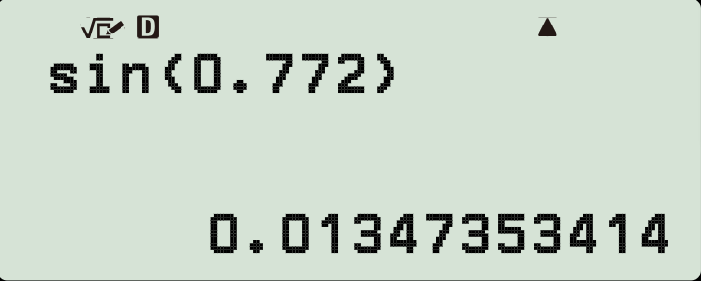 √ D ▲
sin(0.772)
0.01347353414